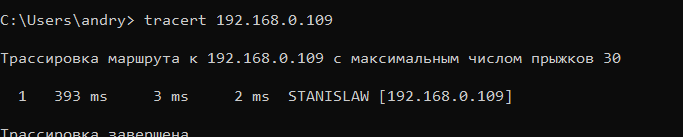 C:\Users\andry> tracert 192.168.0.109
Трассировка маршрута к 192.168.0.109 с максимальным числом прыжков 30
1 393 ms 3 ms 2 ms STANISLAW [192.168.0.109]
Трассировка завершена